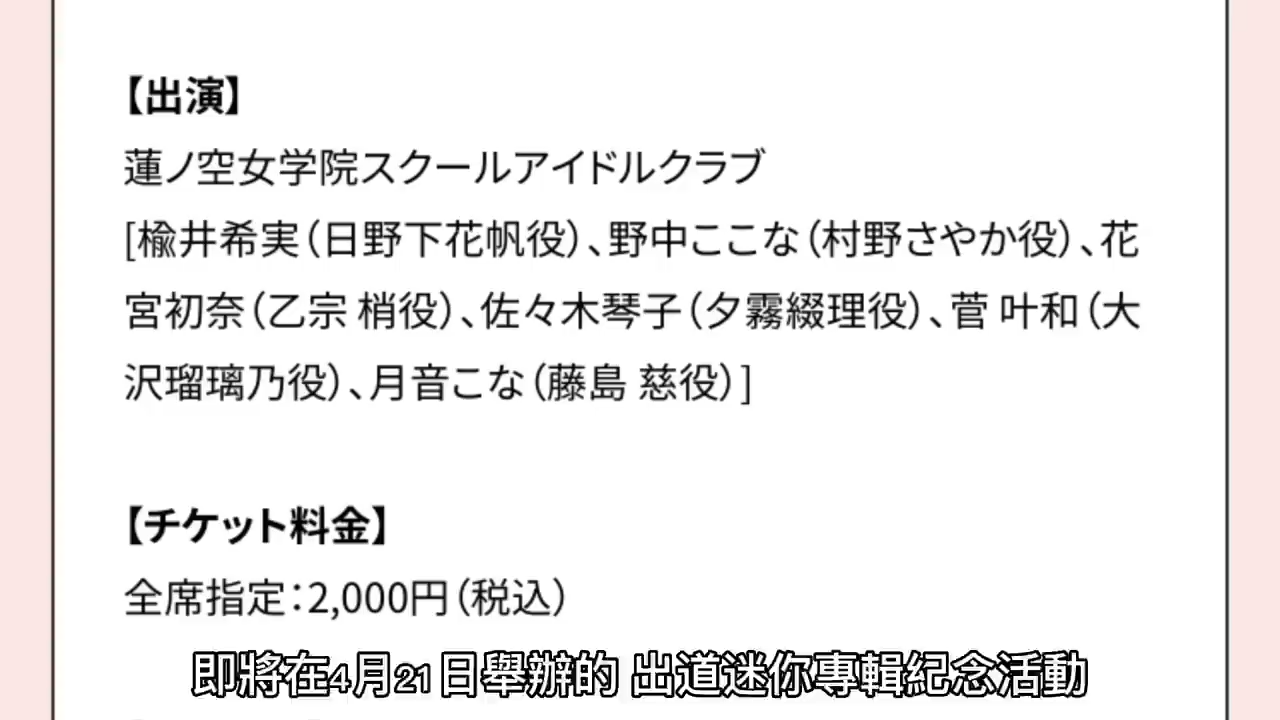 【出演】
蓮ノ空女学院スクールアイドルクラブ
[楡井希実（日野下花帆役）、野中ここな（村野さやか役）、花
宮初奈（乙宗 梢役）、佐々木琴子（夕霧綴理役）、菅 叶和（大
沢瑠璃乃役）、月音こな（藤島 慈役）]
【チケット料金】
全席指定：2,000円（税込）
即將在4月21日舉辦的 出道迷你專輯紀念活動